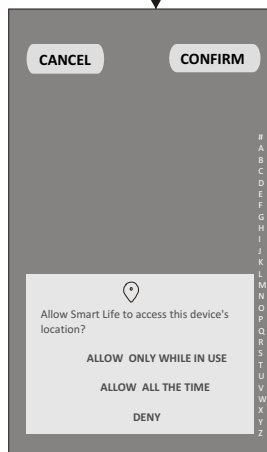 CANCEL
CONFIRM
#
A
B
C
D
E
F
G
H
I
J
K
L
M
N
O
P
Q
R
S
T
U
V
W
X
Y
Z
Allow Smart Life to access this device's
location?
ALLOW ONLY WHILE IN USE
ALLOW ALL THE TIME
DENY